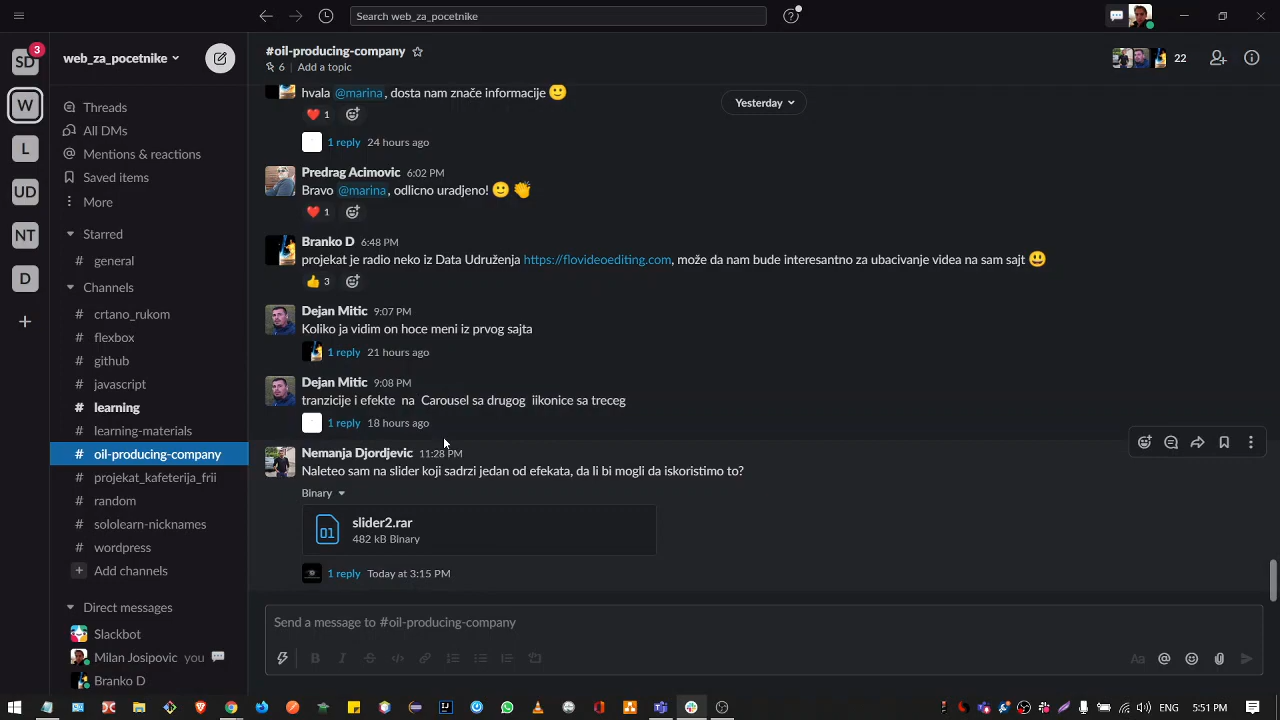 Search web_za_pocetnike
SD
3
W
L
UD
NT
D
web_za_pocetnike
Threads
All DMs
Mentions & reactions
Saved items
More
Starred
# general
Channels
# crtano_rukom
# flexbox
# github
# javascript
# learning
# learning-materials
# oil-producing-company
# projekat_kafeterija_frii
# random
# sololearn-nicknames
# wordpress
Add channels
Direct messages
Slackbot
Milan Josipovic you
Branko D
#oil-producing-company
6 Add a topic
22
Yesterday
hvala @marina, dosta nam znače informacije
1
1 reply 24 hours ago
Predrag Acimovic 6:02 PM
Bravo @marina, odlicno uradjeno!
1
Branko D 6:48 PM
projekat je radio neko iz Data Udruženja https://flovideoediting.com, može da nam bude interesantno za ubacivanje videa na sam sajt
3
Dejan Mitic 9:07 PM
Koliko ja vidim on hoce meni iz prvog sajta
1 reply 21 hours ago
Dejan Mitic 9:08 PM
tranzicije i efekte na Carousel sa drugog iikonice sa treceg
1 reply 18 hours ago
Nemanja Djordjevic 11:28 PM
Naleteo sam na slider koji sadrzi jedan od efekata, da li bi mogli da iskoristimo to?
Binary
01
slider2.rar
482 kB Binary
1 reply Today at 3:15 PM
Send a message to #oil-producing-company
Aa
5:51 PM